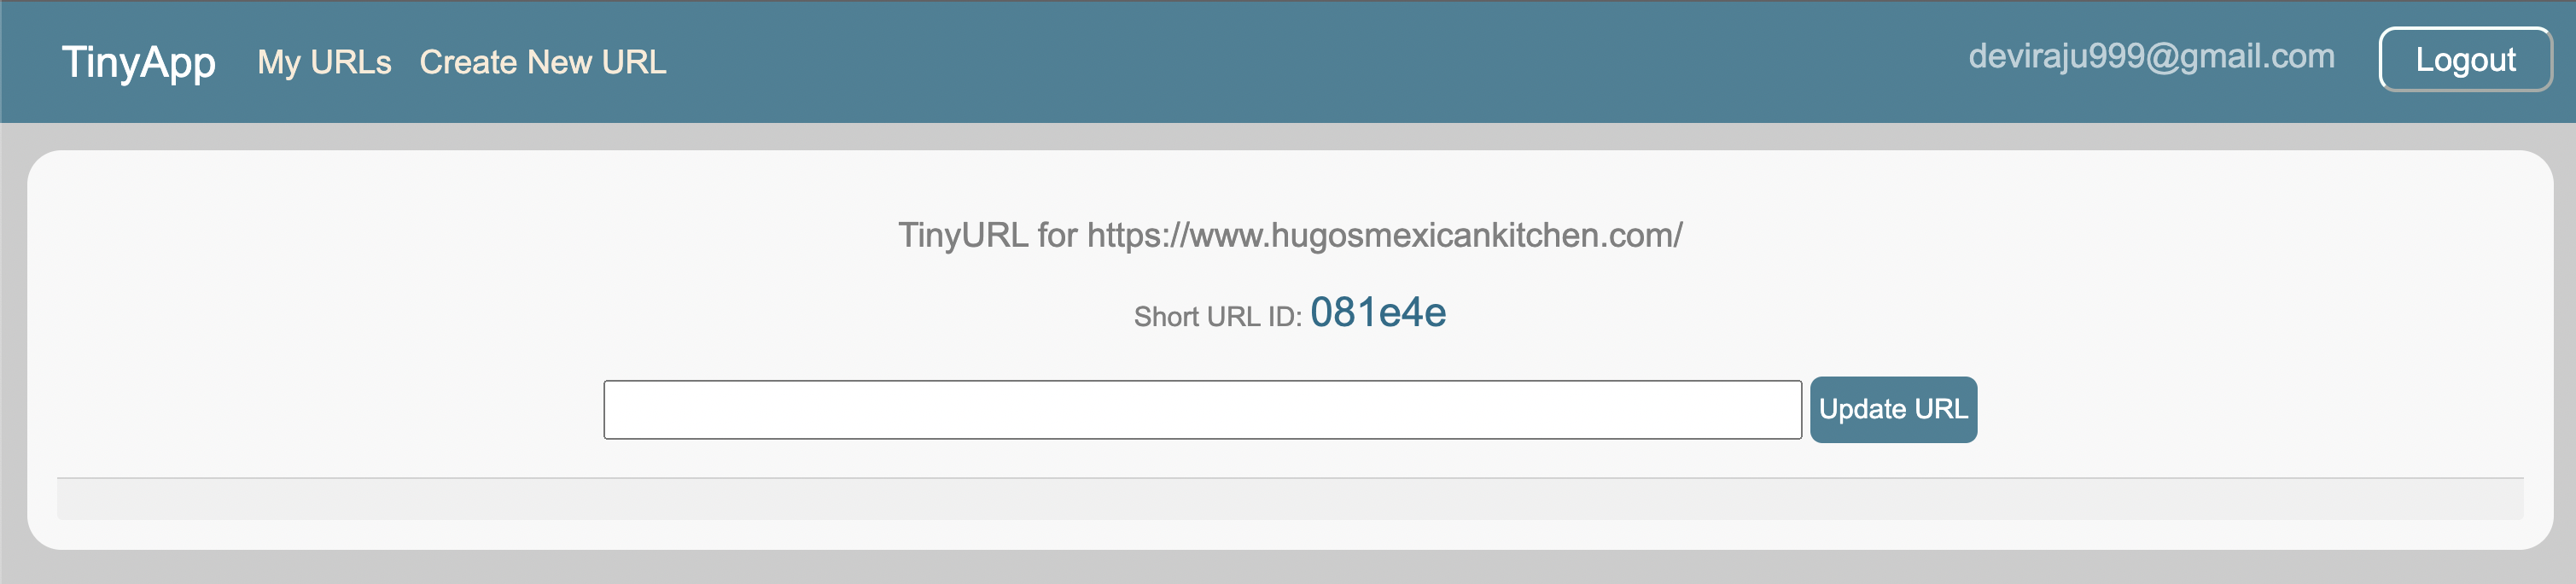 TinyApp My URLs Create New URL deviraju999@gmail.com Logout
TinyURL for https://www.hugosmexicankitchen.com/
Short URL ID: 081e4e
Update URL